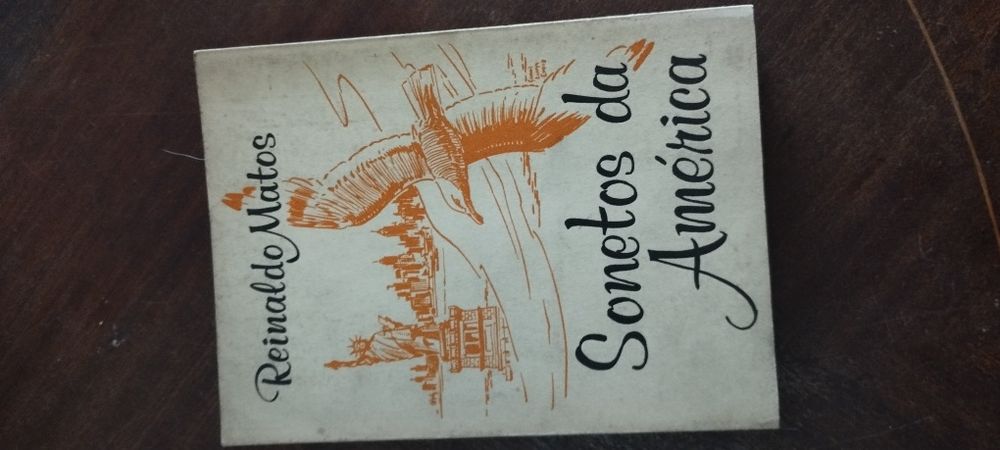 Reinaldo Matos
Sonetos da
América